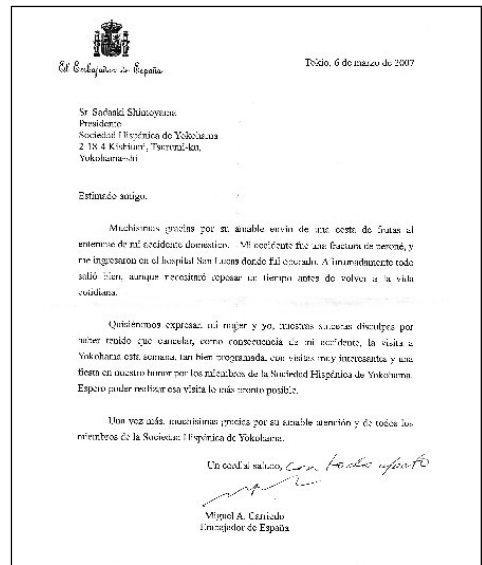 El Embajador de España
Tokio, 6 de marzo de 2007
Sr. Sadaaki Shimoyama
Presidente
Sociedad Hispánica de Yokohama
2-18-4 Kishiumi, Tsurumi-ku,
Yokohama-shi
Estimado amigo,
Muchísimas gracias por su amable envío de una cesta de frutas al
enterarse de mi accidente doméstico. Mi accidente fue una fractura de peroné, y
me ingresaron en el hospital San Lucas donde fui operado. Afortunadamente todo
salió bien, aunque necesitaré reposar un tiempo antes de volver a la vida
cotidiana.
Quisiéramos expresar, mi mujer y yo, nuestras sinceras disculpas por
haber tenido que cancelar, como consecuencia de mi accidente, la visita a
Yokohama esta semana, tan bien programada, con visitas muy interesantes y una
fiesta en nuestro honor por los miembros de la Sociedad Hispánica de Yokohama.
Espero poder realizar esa visita lo más pronto posible.
Una vez más, muchísimas gracias por su amable atención y de todos los
miembros de la Sociedad Hispánica de Yokohama.
Un cordial saludo, con todo afecto
Miguel A. Carriedo
Embajador de España